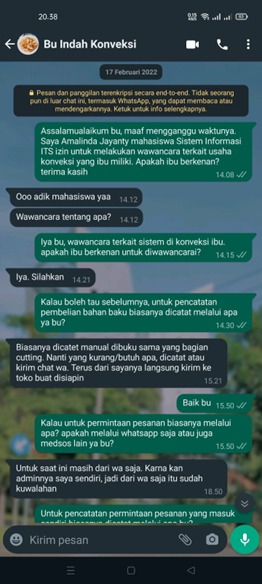 20.38
Bu Indah Konveksi
17 Februari 2022
Pesan dan panggilan terenkripsi secara end-to-end. Tidak seorang
pun di luar chat ini, termasuk WhatsApp, yang dapat membaca atau
mendengarkannya. Ketuk untuk info selengkapnya.
Assalamualaikum bu, maaf mengganggu waktunya.
Saya Amalinda Jayanty mahasiswa Sistem Informasi
ITS izin untuk melakukan wawancara terkait usaha
konveksi yang ibu miliki. Apakah ibu berkenan?
terima kasih
14.08
Ooo adik mahasiswa yaa 14.12
Wawancara tentang apa? 14.12
Iya bu, wawancara terkait sistem di konveksi ibu.
apakah ibu berkenan untuk diwawancarai?
14.15
Iya. Silahkan 14.21
Kalau boleh tau sebelumnya, untuk pencatatan
pembelian bahan baku biasanya dicatat melalui apa
ya bu?
14.30
Biasanya dicatet manual dibuku sama yang bagian
cutting. Nanti yang kurang/butuh apa, dicatat atau
kirim chat wa. Terus dari sayanya langsung kirim ke
toko buat disiapin
15.21
Baik bu 15.50
Kalau untuk permintaan pesanan biasanya melalui
apa? apakah melalui whatsapp saja atau juga
medsos lain ya bu?
15.50
Untuk saat ini masih dari wa saja. Karna kan
adminnya saya sendiri, jadi dari wa saja itu sudah
kuwalahan
18.50
Untuk pencatatan permintaan pesanan yang masuk
sendiri biasanya dicatat melalui apa bu?
Kirim pesan